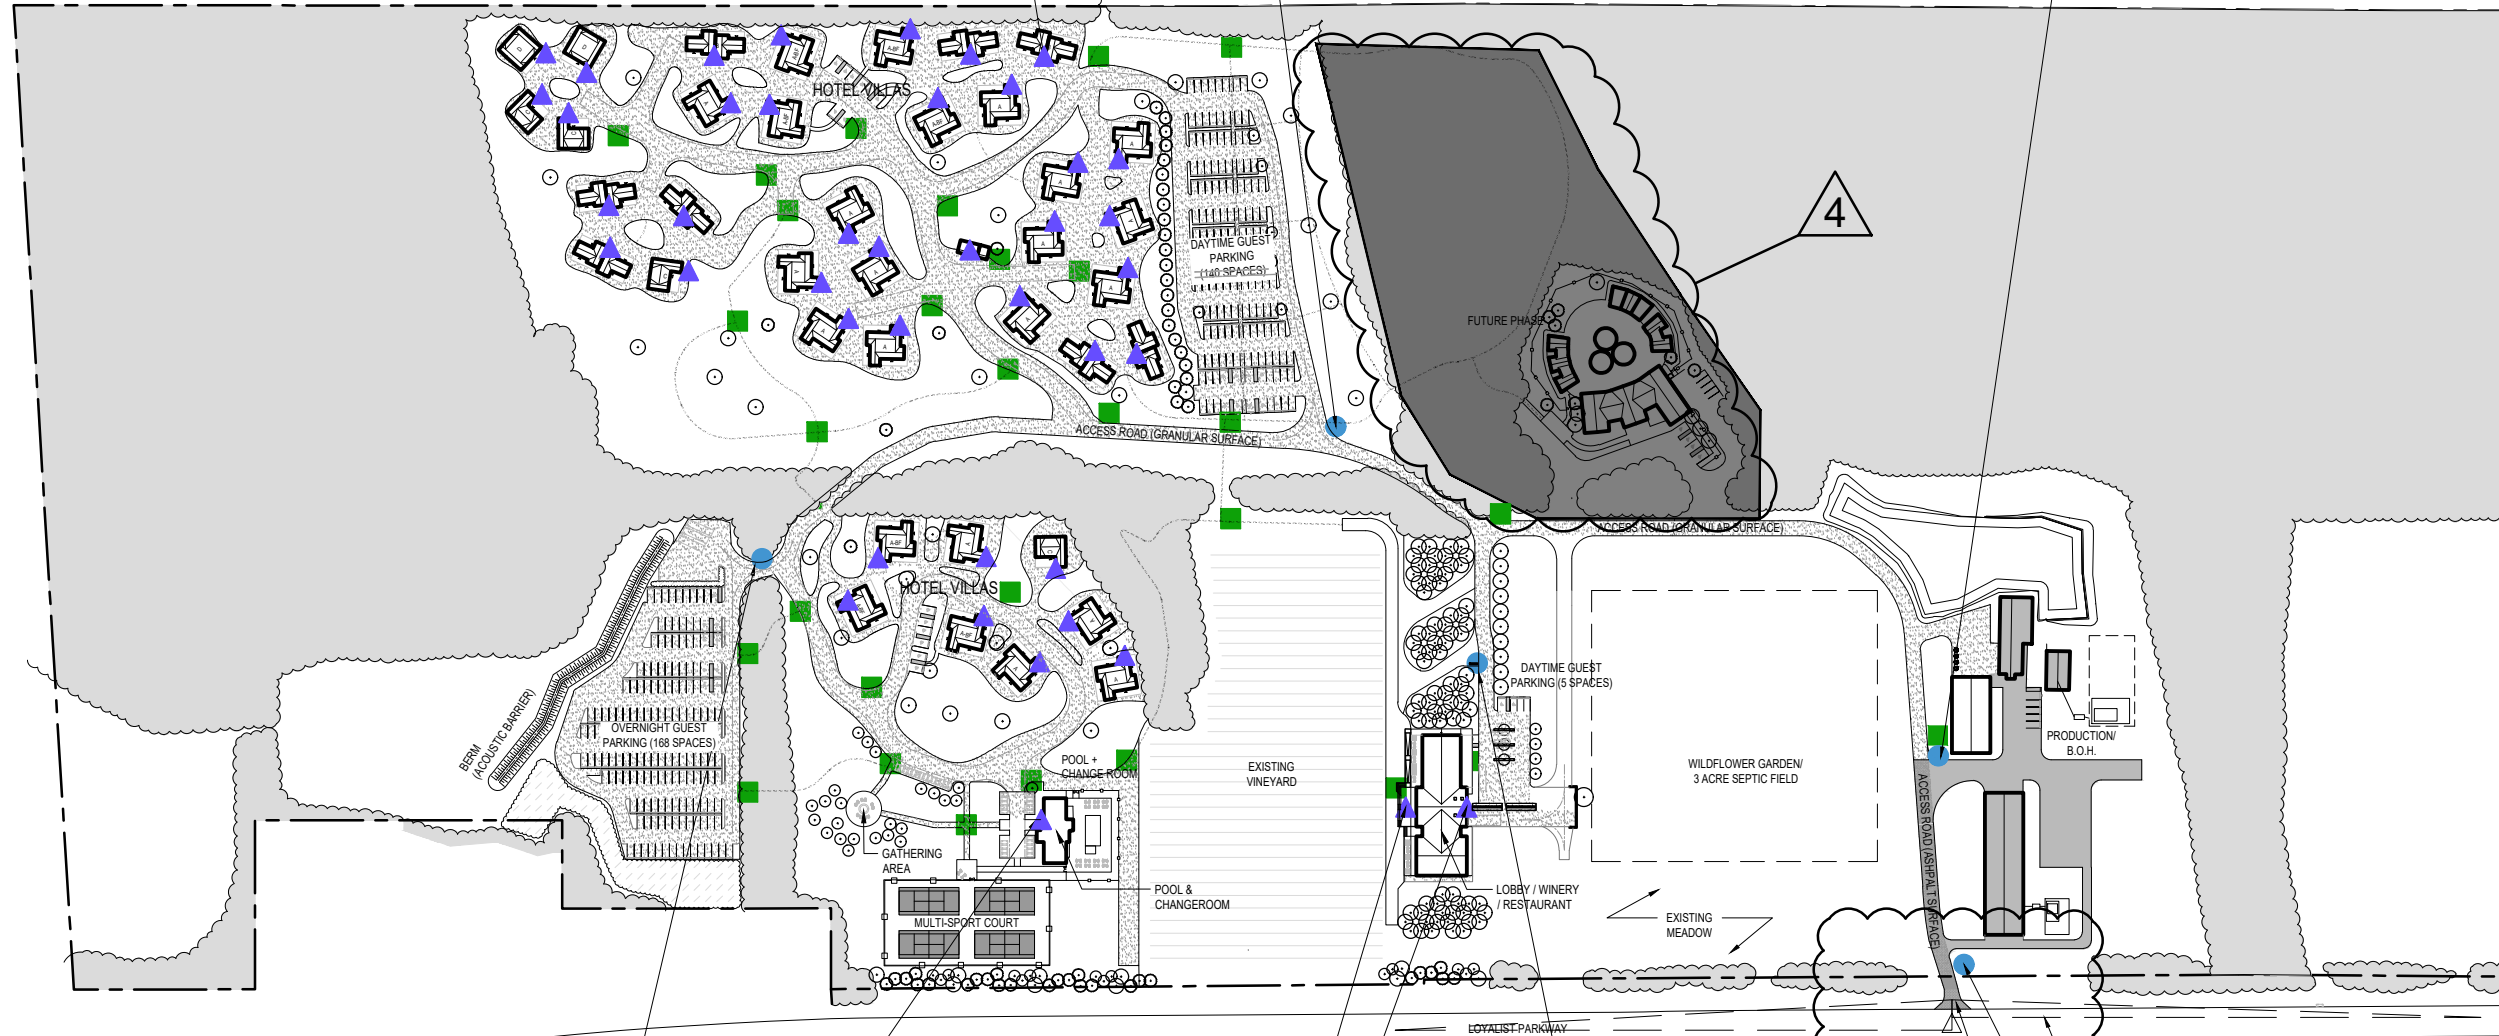 HOTEL VILLAS
4
DAYTIME GUEST
PARKING
(140 SPACES)
FUTURE PHASE
ACCESS ROAD (GRANULAR SURFACE)
ACCESS ROAD (GRANULAR SURFACE)
HOTEL VILLAS
DAYTIME GUEST
PARKING (5 SPACES)
BERM
(ACOUSTIC BARRIER)
OVERNIGHT GUEST
PARKING (168 SPACES)
POOL +
CHANGE ROOM
EXISTING
VINEYARD
WILDFLOWER GARDEN/
3 ACRE SEPTIC FIELD
PRODUCTION/
B.O.H.
ACCESS ROAD (ASHPALT SURFACE)
GATHERING
AREA
POOL &
CHANGEROOM
LOBBY / WINERY
/ RESTAURANT
MULTI-SPORT COURT
EXISTING
MEADOW
LOYALIST PARKWAY